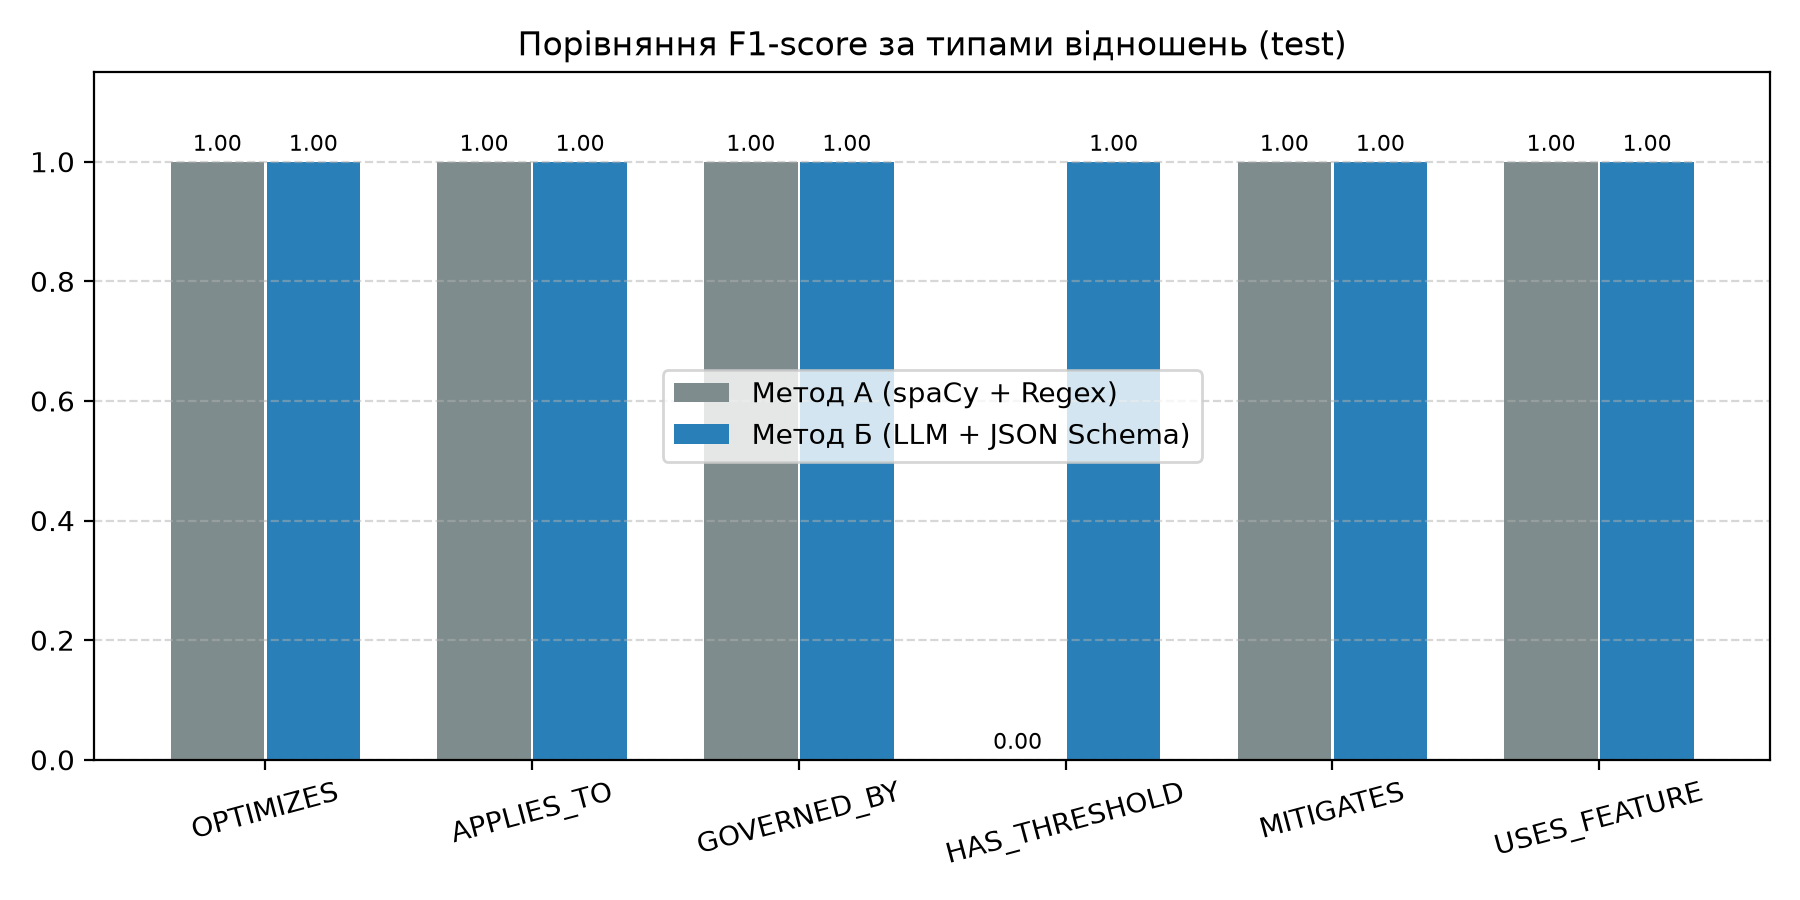 Порівняння F1-score за типами відношень (test)
1.00 1.00 1.00 1.00 1.00 1.00 1.00 1.00 1.00 1.00 1.00
1.0
0.8
0.6
Метод А (spaCy + Regex)
Метод Б (LLM + JSON Schema)
0.4
0.2
0.00
0.0
OPTIMIZES APPLIES_TO GOVERNED_BY HAS_THRESHOLD MITIGATES USES_FEATURE